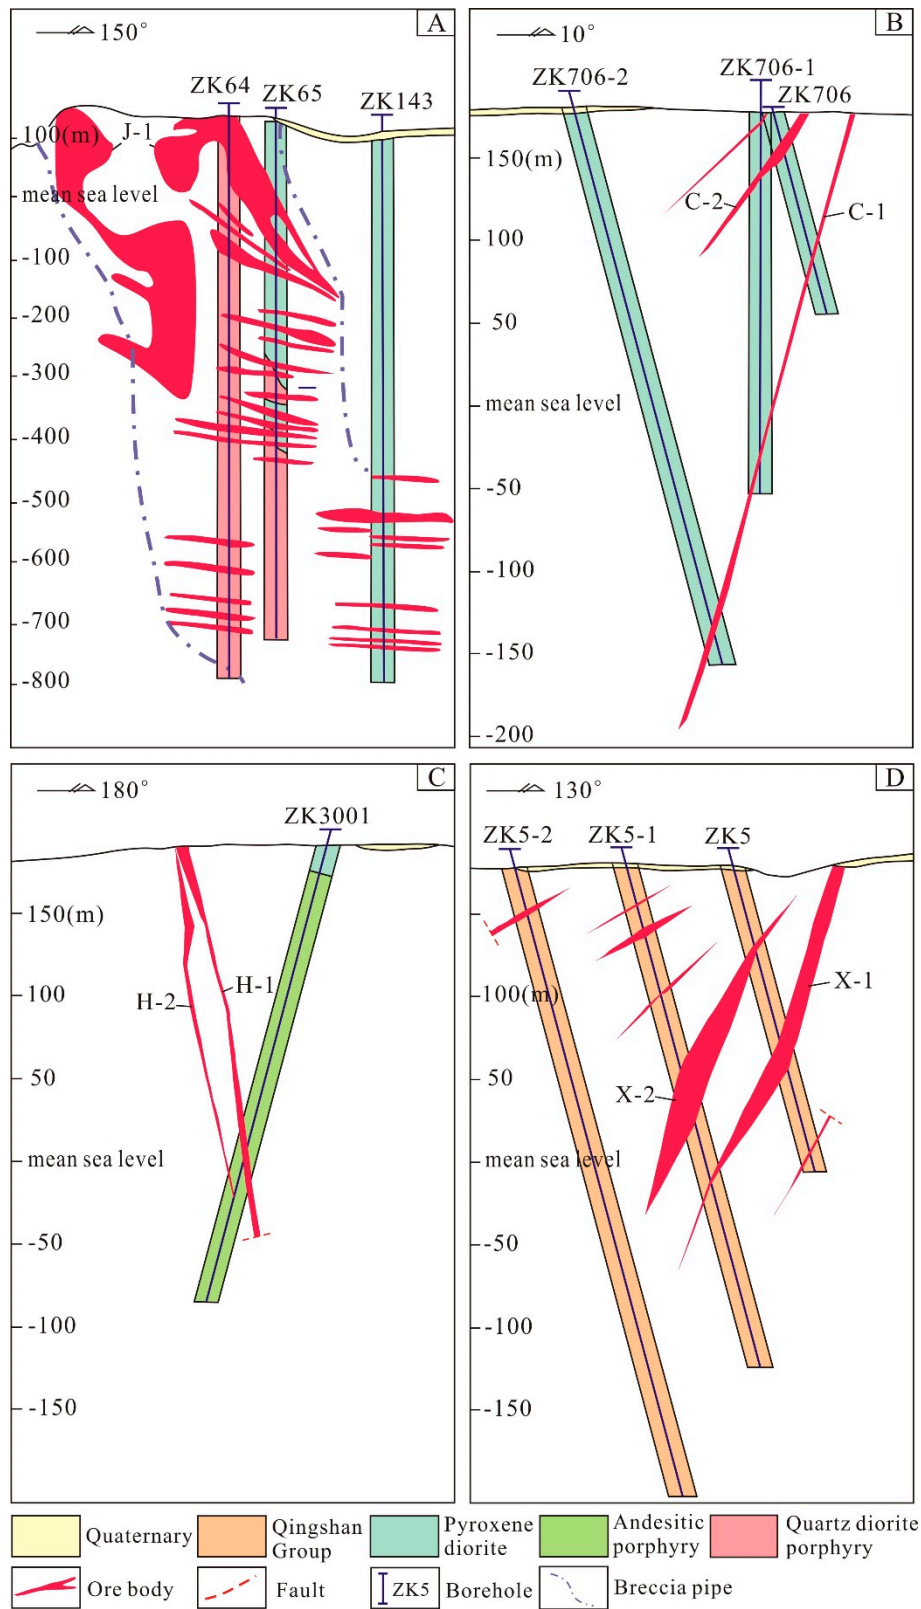 150°
A
ZK64
ZK65
ZK143
100(m)
J-1
mean sea level
-100
-200
-300
-400
-500
-600
-700
-800
10°
B
ZK706-2
ZK706-1
ZK706
150(m)
C-2
C-1
100
50
mean sea level
-50
-100
-150
-200
180°
C
ZK3001
150(m)
100
H-2
H-1
50
mean sea level
-50
-100
-150
130°
D
ZK5-2
ZK5-1
ZK5
100(m)
X-1
50
X-2
mean sea level
-50
-100
-150
Quaternary
Qingshan
Group
Pyroxene
diorite
Andesitic
porphyry
Quartz diorite
porphyry
Ore body
Fault
ZK5
Borehole
Breccia pipe